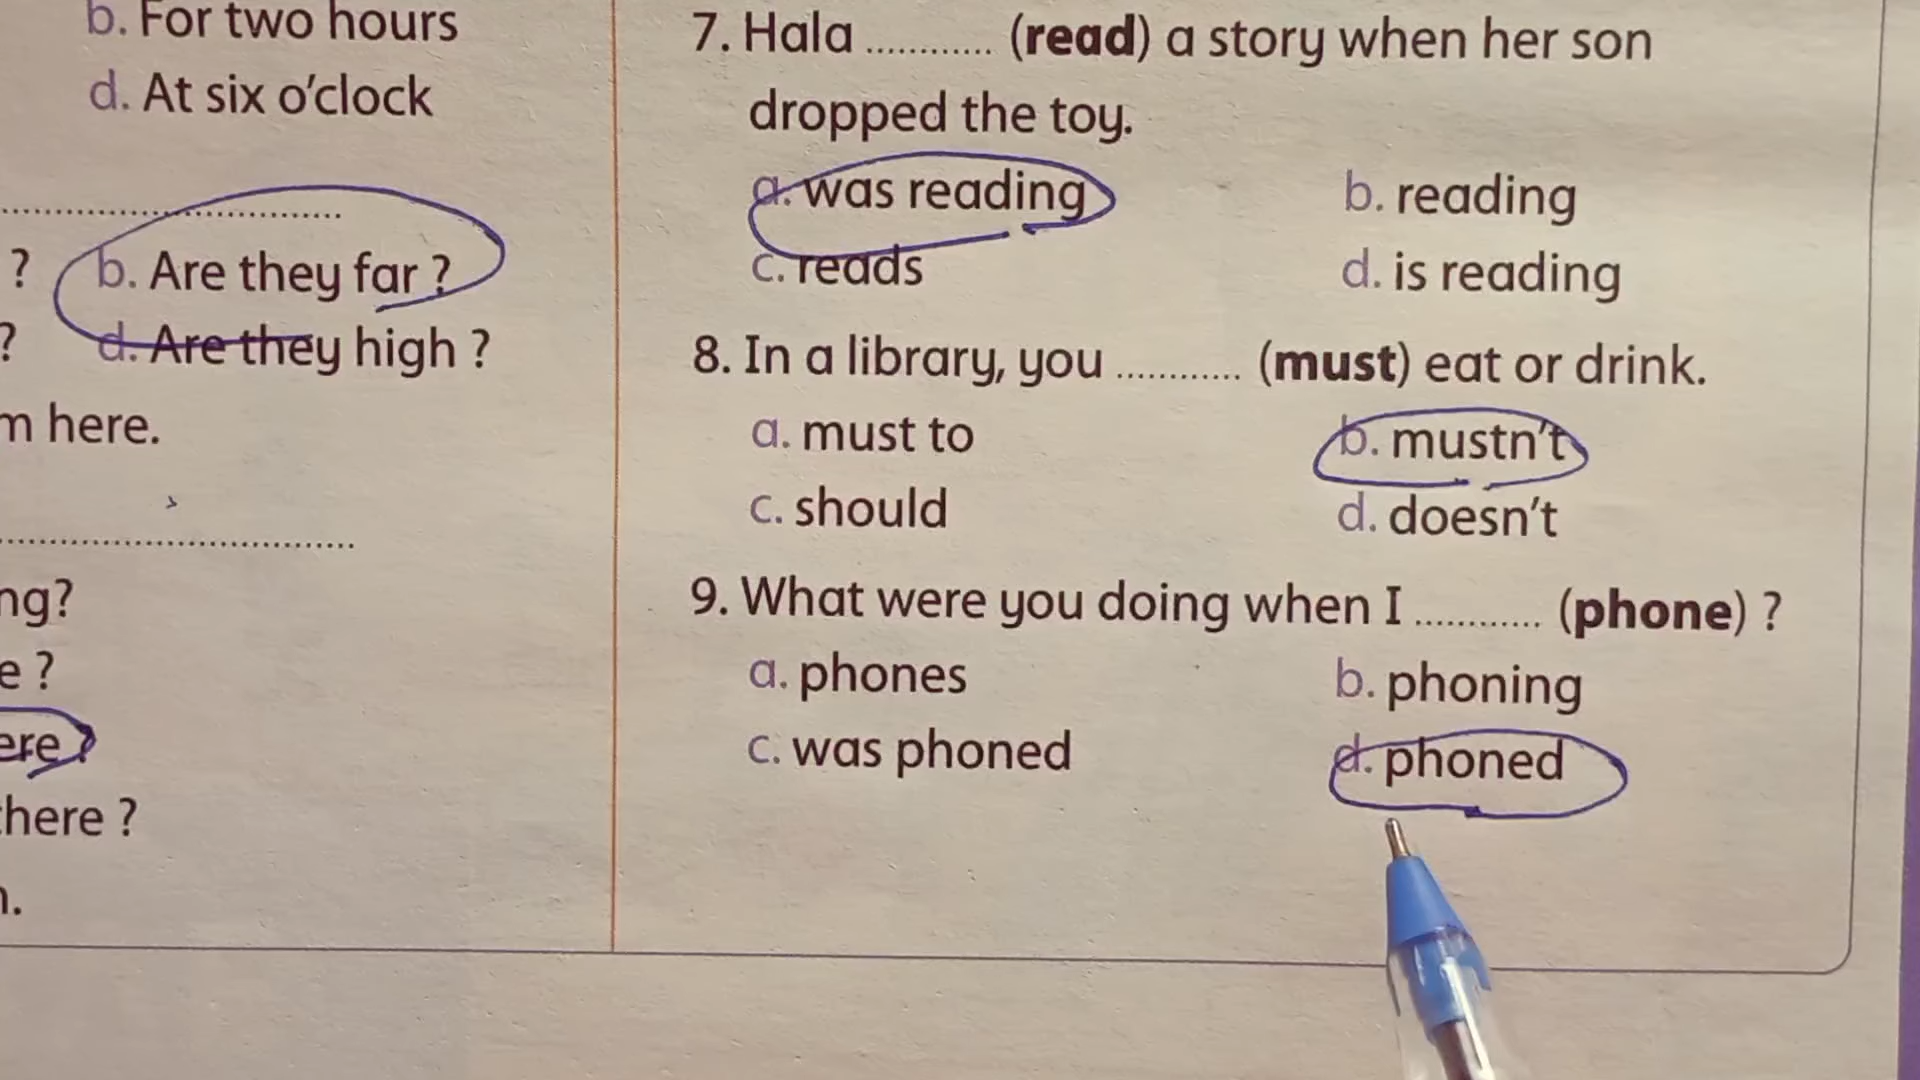 b. For two hours
d. At six o'clock
?
b. Are they far ?
?
d. Are they high ?
here.
e ?
ere ?
here ?
7. Hala ............ (read) a story when her son
dropped the toy.
a. was reading
b. reading
c. reads
d. is reading
8. In a library, you ............ (must) eat or drink.
a. must to
b. mustn't
c. should
d. doesn't
9. What were you doing when I ............ (phone) ?
a. phones
b. phoning
c. was phoned
d. phoned